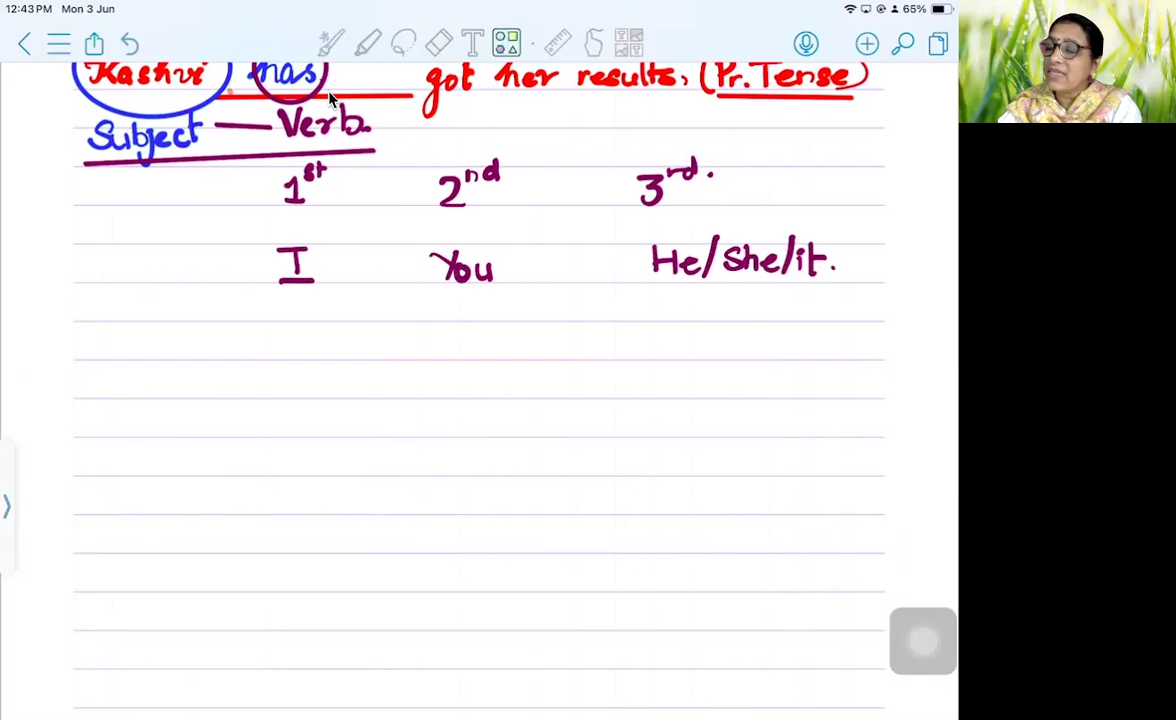 12:43 PM Mon 3 Jun
65%
Kashvi has got her results. (Pr. Tense)
Subject — Verb.
1st 2nd 3rd.
I You He/She/it.